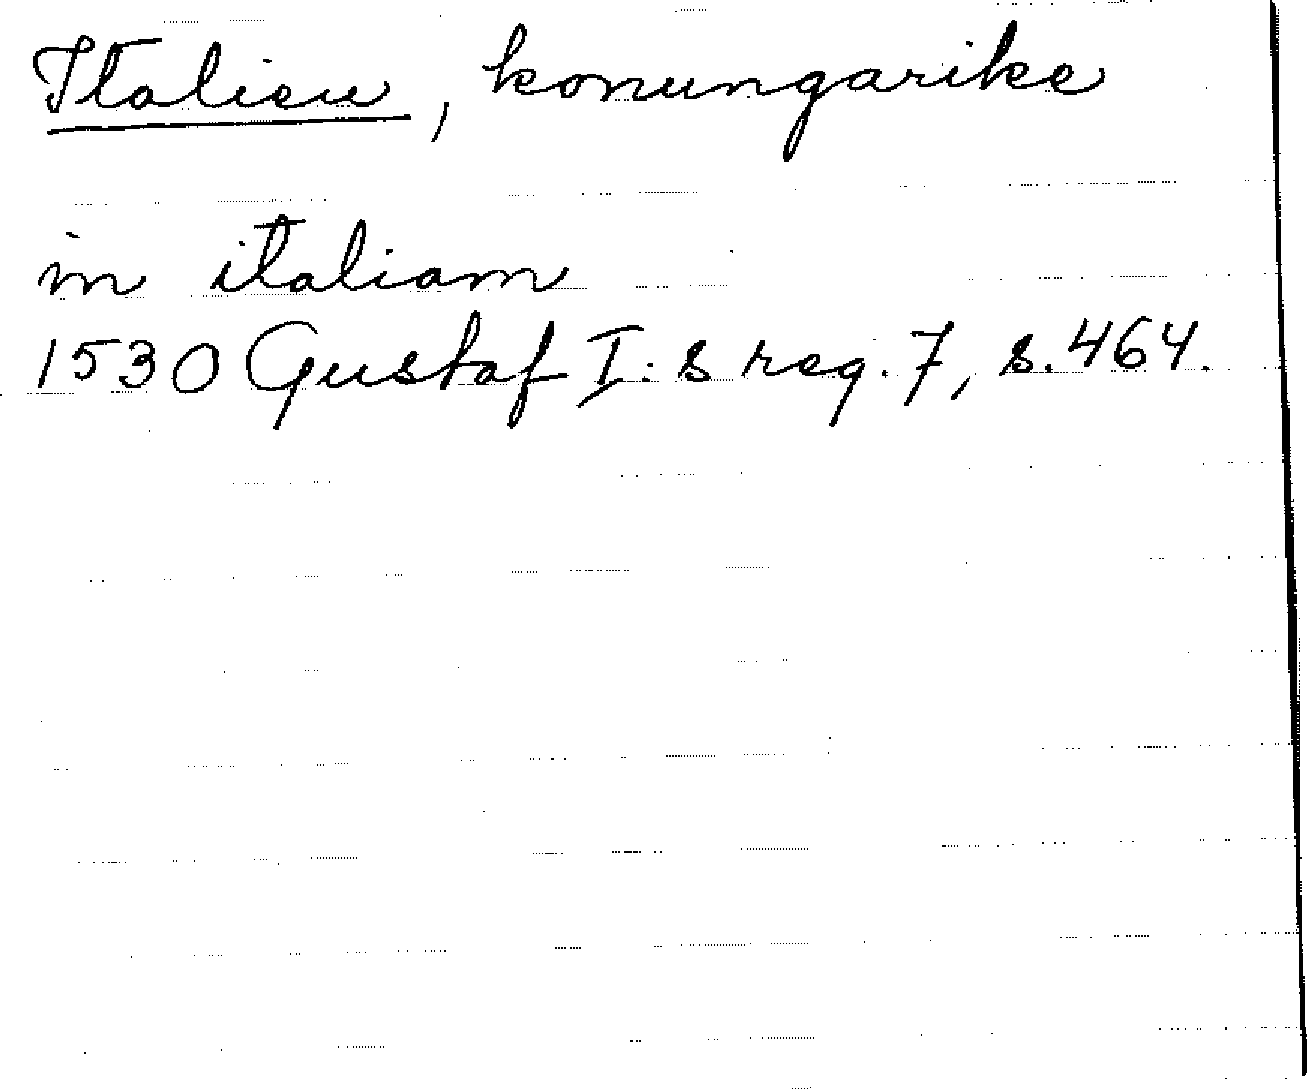 Italien, konungarike
in italiam
1530 Gustaf I:s reg. 7, s. 464.